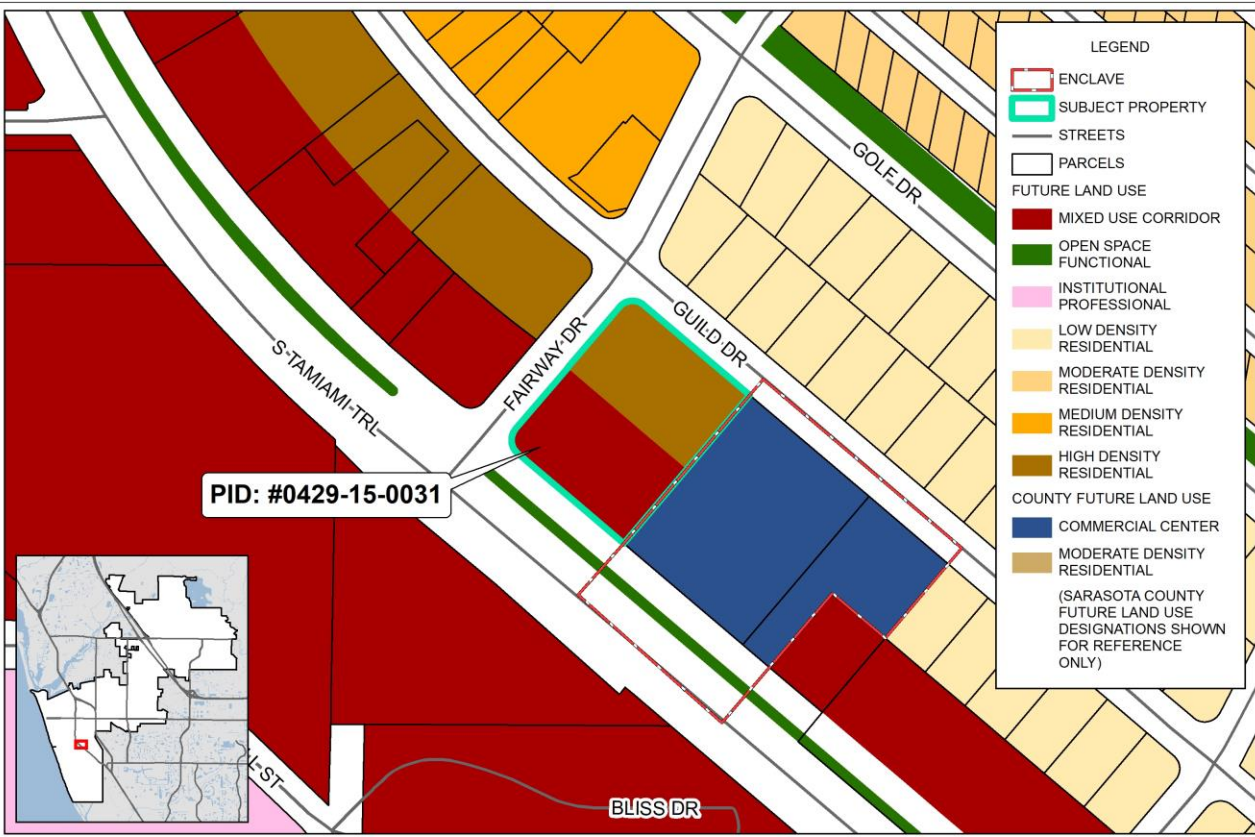 GOLF DR
GUILD DR
FAIRWAY DR
S TAMIAMI TRL
PID: #0429-15-0031
BLISS DR
ST
LEGEND
ENCLAVE
SUBJECT PROPERTY
STREETS
PARCELS
FUTURE LAND USE
MIXED USE CORRIDOR
OPEN SPACE
FUNCTIONAL
INSTITUTIONAL
PROFESSIONAL
LOW DENSITY
RESIDENTIAL
MODERATE DENSITY
RESIDENTIAL
MEDIUM DENSITY
RESIDENTIAL
HIGH DENSITY
RESIDENTIAL
COUNTY FUTURE LAND USE
COMMERCIAL CENTER
MODERATE DENSITY
RESIDENTIAL
(SARASOTA COUNTY
FUTURE LAND USE
DESIGNATIONS SHOWN
FOR REFERENCE
ONLY)